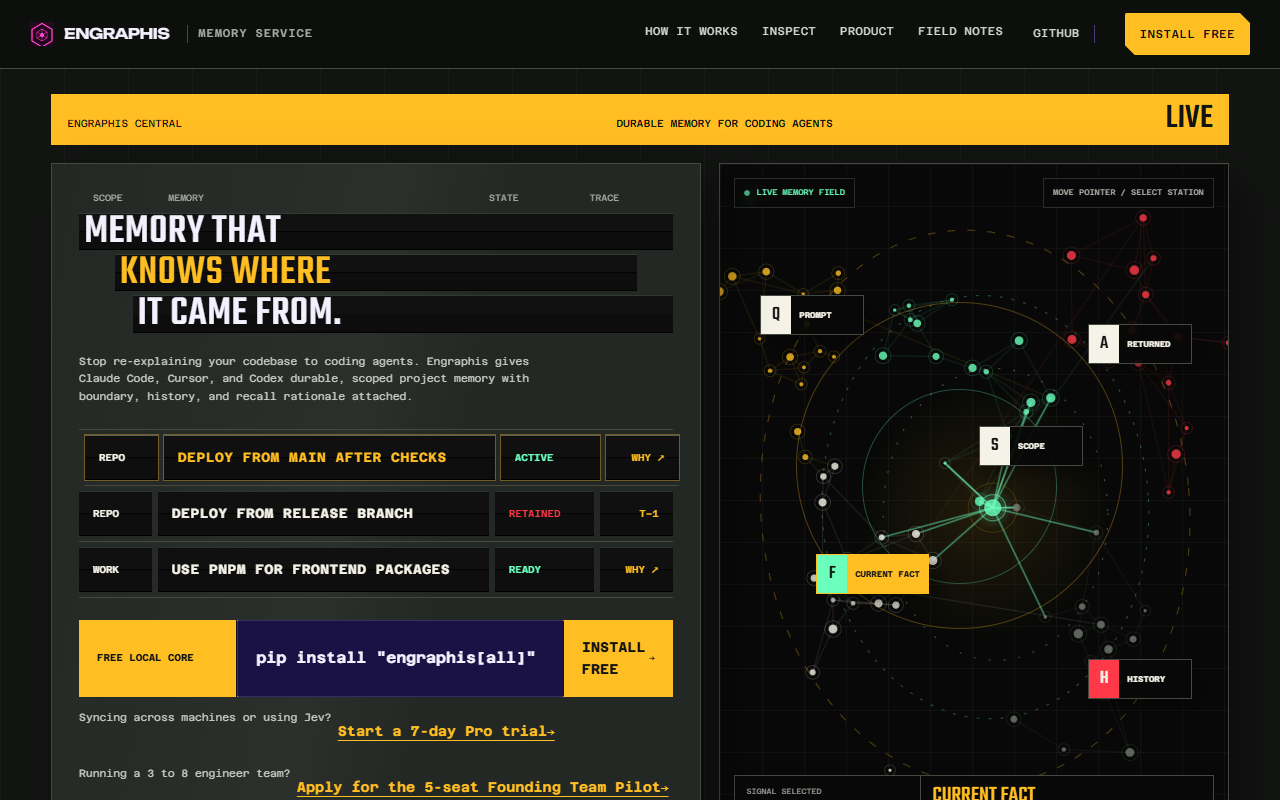 ENGRAPHIS MEMORY SERVICE HOW IT WORKS INSPECT PRODUCT FIELD NOTES GITHUB INSTALL FREE
ENGRAPHIS CENTRAL DURABLE MEMORY FOR CODING AGENTS LIVE
SCOPE MEMORY STATE TRACE
MEMORY THAT
KNOWS WHERE
IT CAME FROM.
Stop re-explaining your codebase to coding agents. Engraphis gives
Claude Code, Cursor, and Codex durable, scoped project memory with
boundary, history, and recall rationale attached.
REPO DEPLOY FROM MAIN AFTER CHECKS ACTIVE WHY ↗
REPO DEPLOY FROM RELEASE BRANCH RETAINED T-1
WORK USE PNPM FOR FRONTEND PACKAGES READY WHY ↗
FREE LOCAL CORE pip install "engraphis[all]" INSTALL FREE →
Syncing across machines or using Jev? Start a 7-day Pro trial→
Running a 3 to 8 engineer team? Apply for the 5-seat Founding Team Pilot→
LIVE MEMORY FIELD MOVE POINTER / SELECT STATION
Q PROMPT
A RETURNED
S SCOPE
F CURRENT FACT
H HISTORY
SIGNAL SELECTED CURRENT FACT